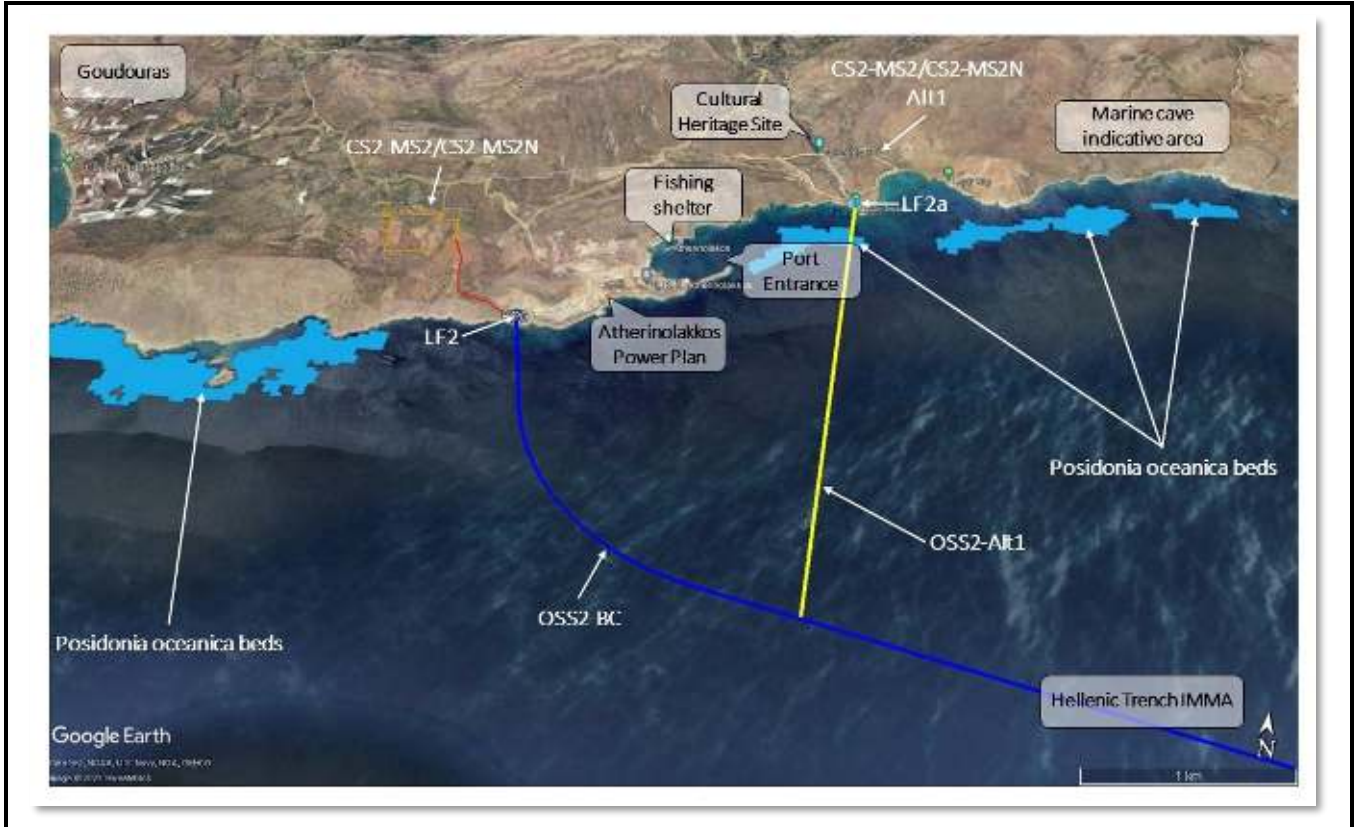 Goudouras
CS2-MS2/CS2-MS2N
Alt1
Cultural
Heritage Site
Marine cave
indicative area
CS2-MS2/CS2-MS2N
Fishing
shelter
LF2a
Port
Entrance
LF2
Atherinolakkos
Power Plan
Posidonia oceanica beds
OSS2-Alt1
OSS2-BC
Posidonia oceanica beds
Hellenic Trench IMMA
Google Earth
N
1 km